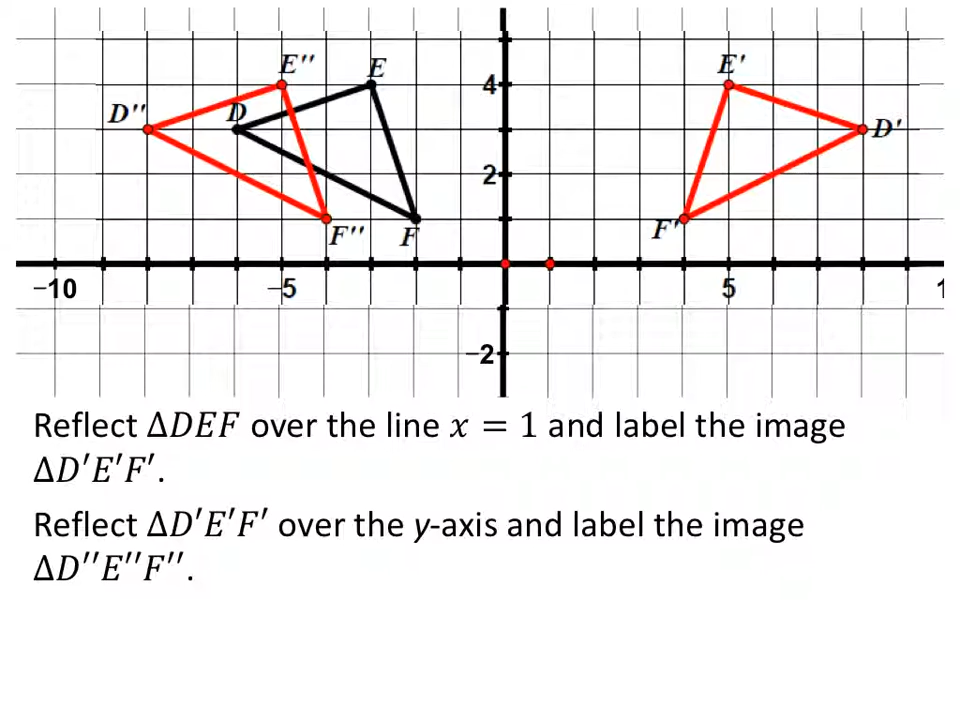 E'' E E'
4
D'' D D'
2
F'' F F'
−10 −5 5 1
−2
Reflect ΔDEF over the line x = 1 and label the image
ΔD′E′F′.
Reflect ΔD′E′F′ over the y-axis and label the image
ΔD′′E′′F′′.